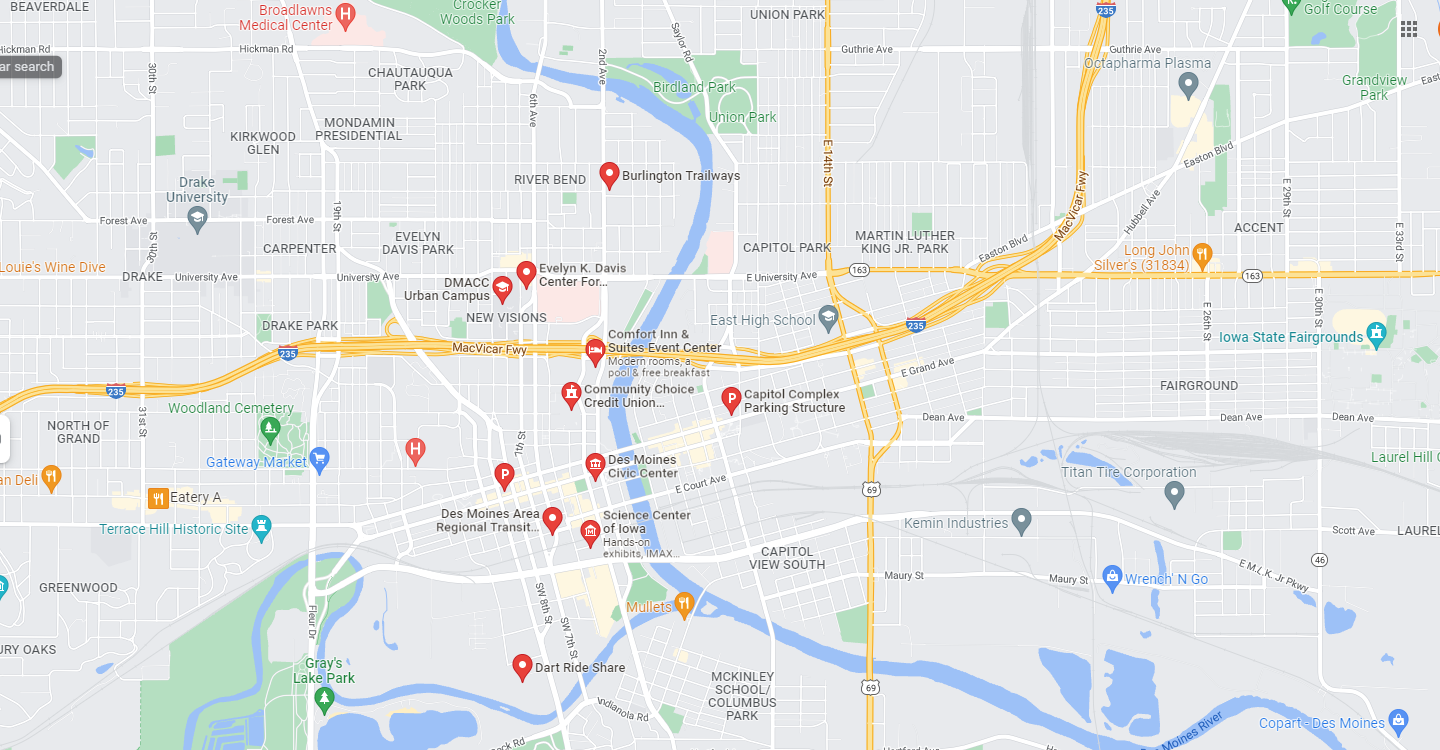 BEAVERDALE
Broadlawns
Medical Center
H
Crocker
Woods Park
UNION PARK
235
Golf Course
Hickman Rd
Hickman Rd
ar search
30th St
CHAUTAUQUA
PARK
2nd Ave
Saylor Rd
Guthrie Ave
Guthrie Ave
Octapharma Plasma
Grandview
Park
East
6th Ave
Birdland Park
Union Park
MONDAMIN
PRESIDENTIAL
KIRKWOOD
GLEN
E 14th St
Easton Blvd
Drake
University
RIVER BEND
Burlington Trailways
MacVicar Fwy
Hubbell Ave
E 29th St
E 33rd St
Forest Ave
Forest Ave
19th St
30th St
CARPENTER
EVELYN
DAVIS PARK
CAPITOL PARK
MARTIN LUTHER
KING JR. PARK
Easton Blvd
ACCENT
Long John
Silver's (31834)
Louie's Wine Dive
DRAKE
University Ave
University Ave
Evelyn K. Davis
Center For...
DMACC
Urban Campus
NEW VISIONS
E University Ave
163
163
DRAKE PARK
East High School
235
E 26th St
E 30th St
Iowa State Fairgrounds
235
MacVicar Fwy
Comfort Inn &
Suites Event Center
Modern rooms, a
pool & free breakfast
E Grand Ave
FAIRGROUND
235
Community Choice
Credit Union...
P
Capitol Complex
Parking Structure
Woodland Cemetery
31st St
Dean Ave
Dean Ave
Dean Ave
NORTH OF
GRAND
7th St
H
Gateway Market
Des Moines
Civic Center
Laurel Hill C
an Deli
P
Titan Tire Corporation
E Court Ave
69
Eatery A
Des Moines Area
Regional Transit...
Science Center
of Iowa
Hands-on
exhibits, IMAX...
Terrace Hill Historic Site
Kemin Industries
Scott Ave
LAUREL
CAPITOL
VIEW SOUTH
46
GREENWOOD
Maury St
Maury St
Wrench' N Go
E M.L.K. Jr Pkwy
Fleur Dr
SW 8th St
SW 7th St
Mullets
URY OAKS
Gray's
Lake Park
Dart Ride Share
MCKINLEY
SCHOOL/
COLUMBUS
PARK
69
Indianola Rd
Des Moines River
Copart - Des Moines
ock Rd
Hartford Ave